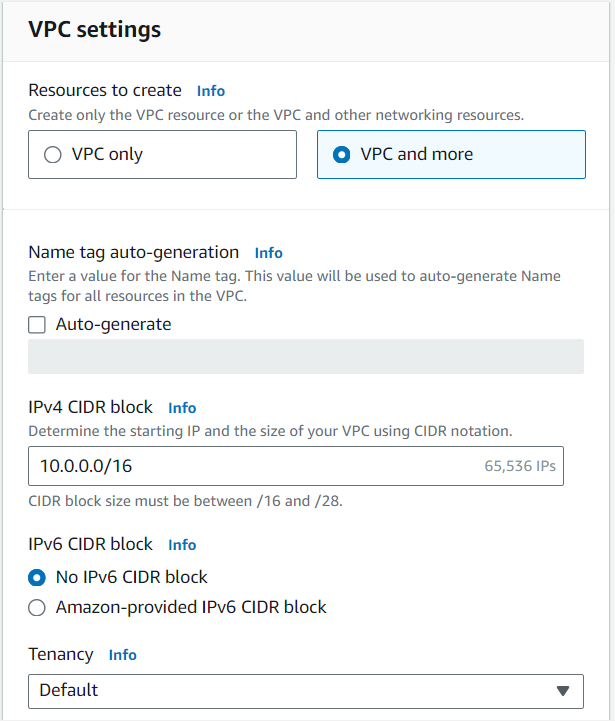 VPC settings
Resources to create Info
Create only the VPC resource or the VPC and other networking resources.
VPC only VPC and more
Name tag auto-generation Info
Enter a value for the Name tag. This value will be used to auto-generate Name
tags for all resources in the VPC.
Auto-generate
IPv4 CIDR block Info
Determine the starting IP and the size of your VPC using CIDR notation.
10.0.0.0/16 65,536 IPs
CIDR block size must be between /16 and /28.
IPv6 CIDR block Info
No IPv6 CIDR block
Amazon-provided IPv6 CIDR block
Tenancy Info
Default